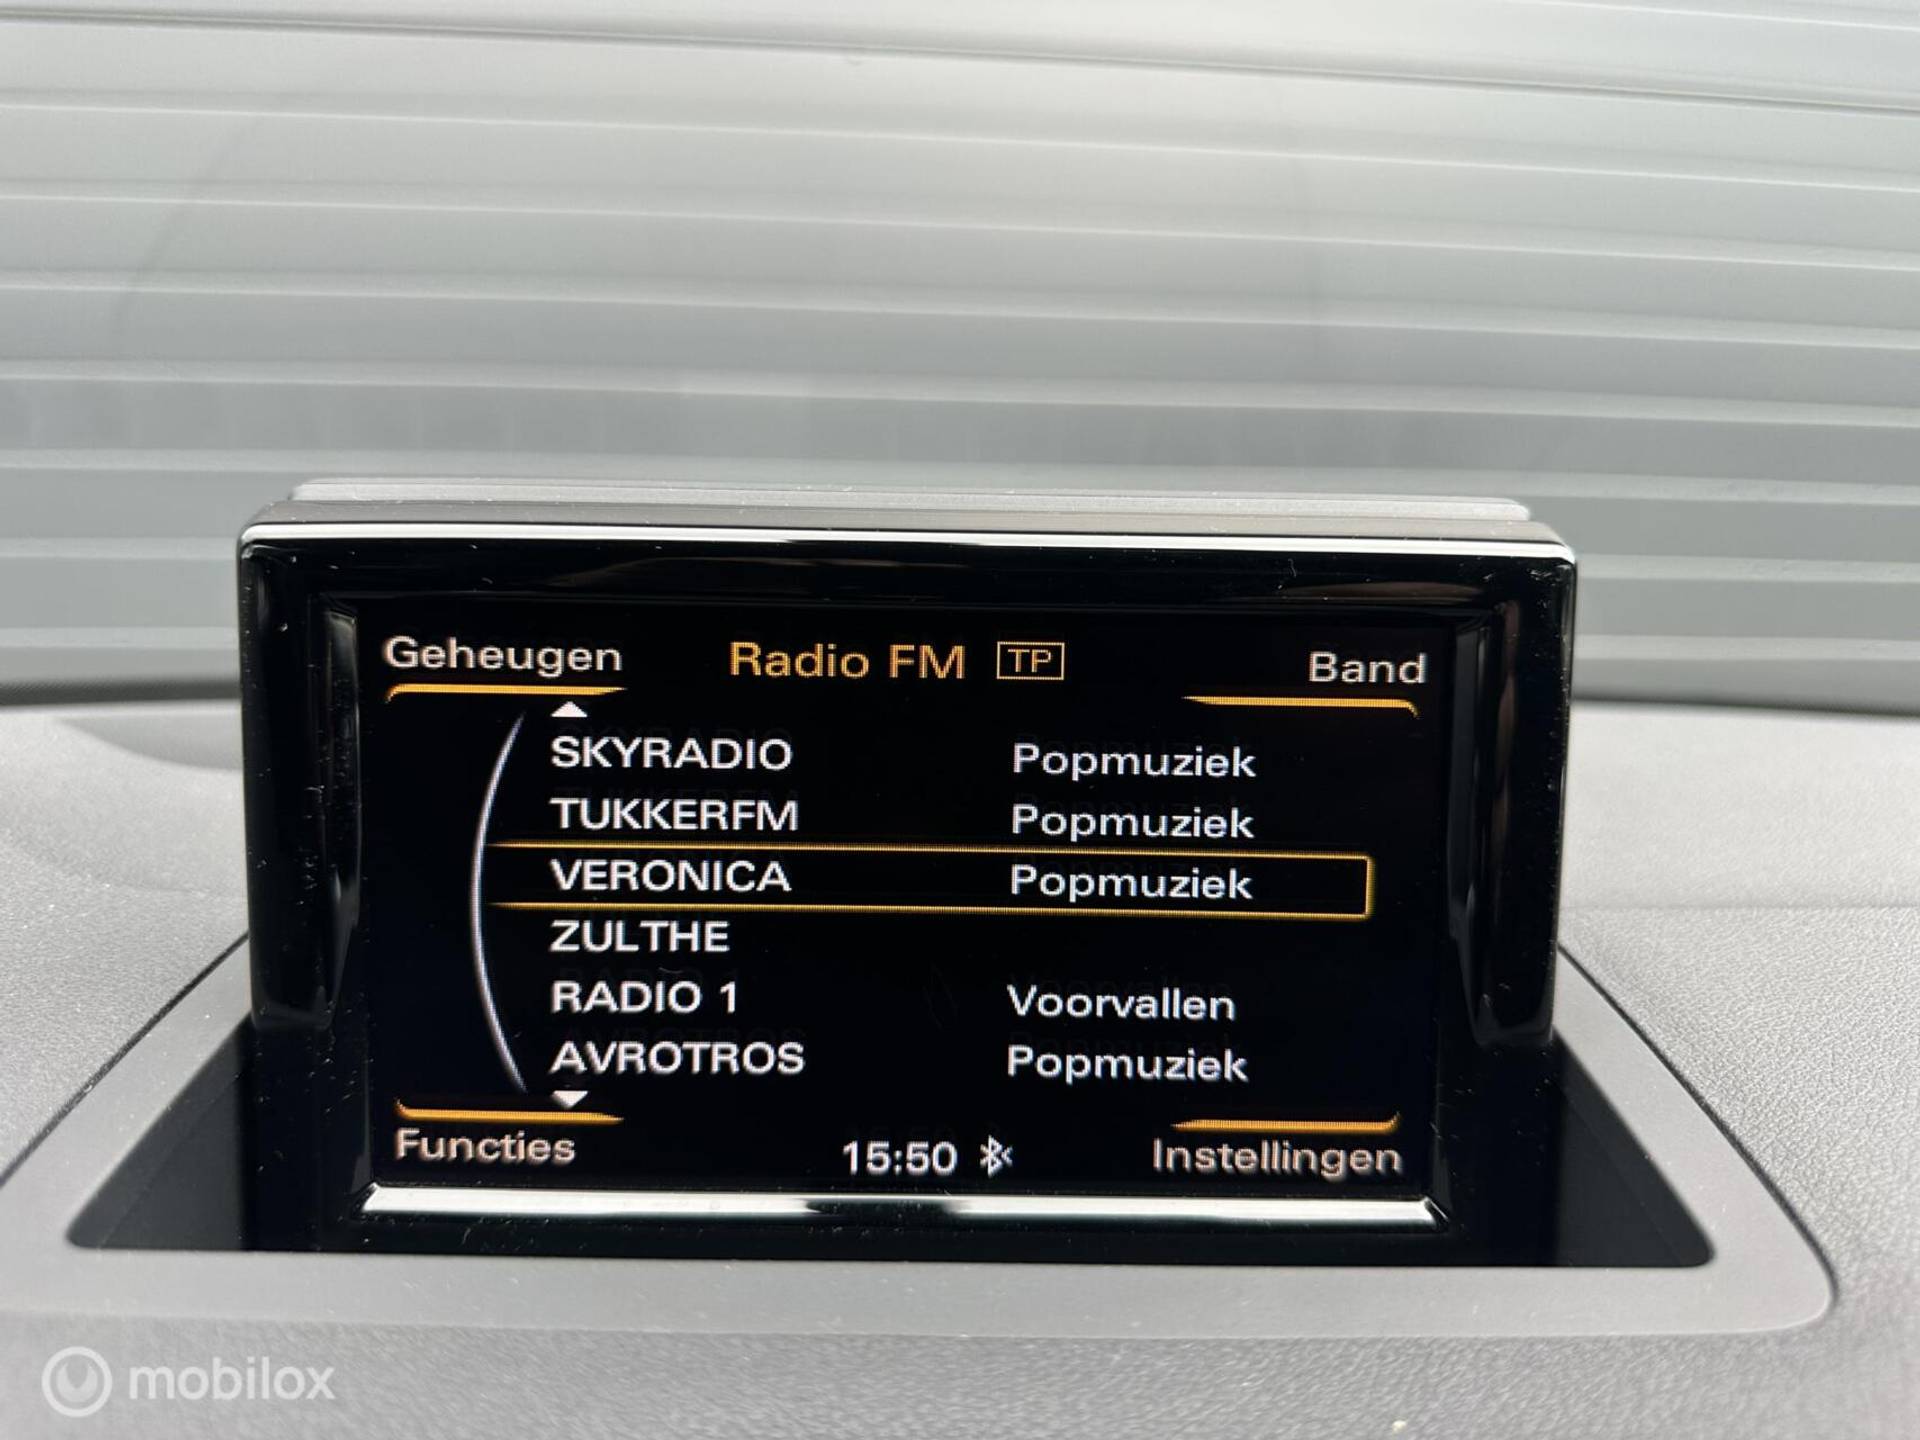 Geheugen Radio FM TP Band
SKYRADIO Popmuziek
TUKKERFM Popmuziek
VERONICA Popmuziek
ZULTHE
RADIO 1 Voorvallen
AVROTROS Popmuziek
Functies 15:50 Instellingen
mobilox